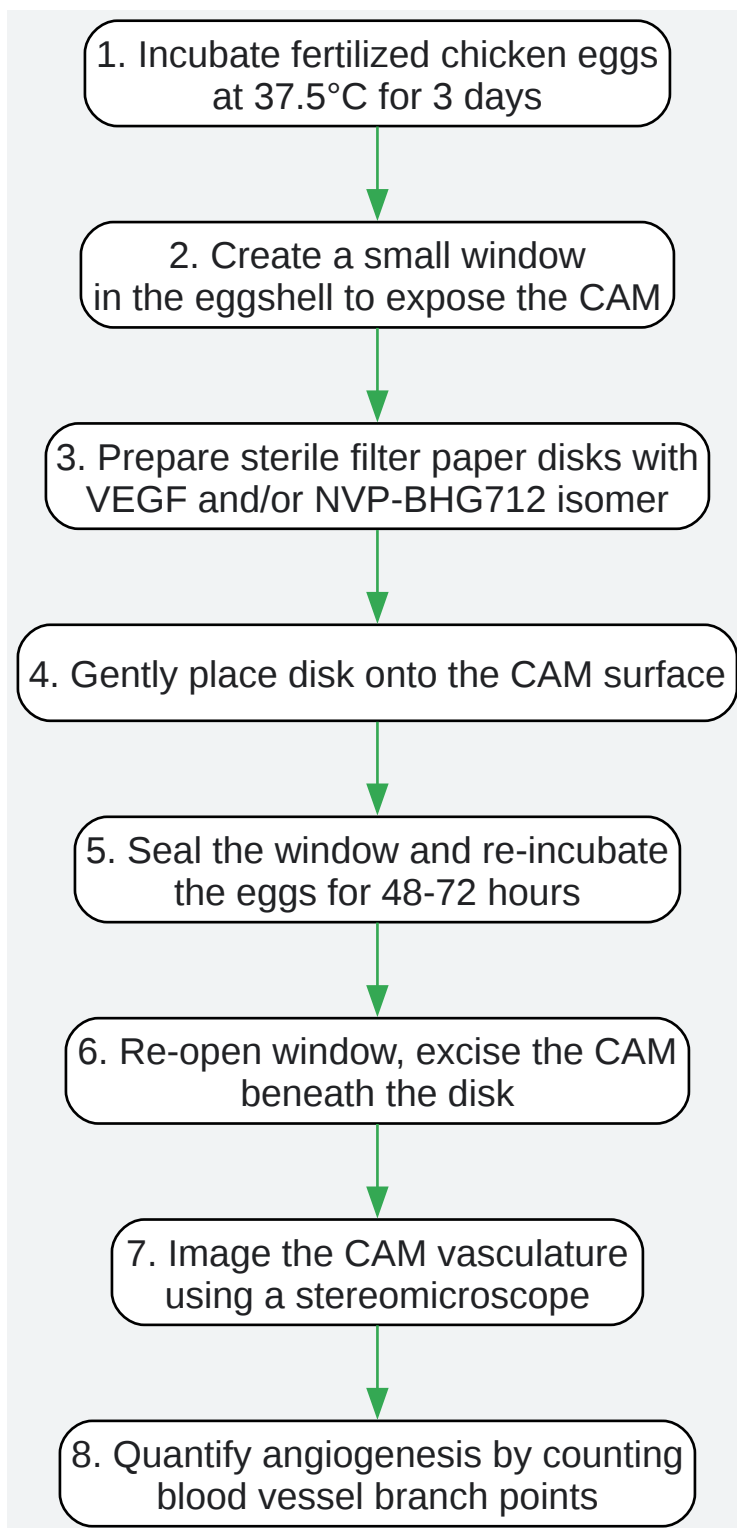 1. Incubate fertilized chicken eggs
at 37.5°C for 3 days
2. Create a small window
in the eggshell to expose the CAM
3. Prepare sterile filter paper disks with
VEGF and/or NVP-BHG712 isomer
4. Gently place disk onto the CAM surface
5. Seal the window and re-incubate
the eggs for 48-72 hours
6. Re-open window, excise the CAM
beneath the disk
7. Image the CAM vasculature
using a stereomicroscope
8. Quantify angiogenesis by counting
blood vessel branch points